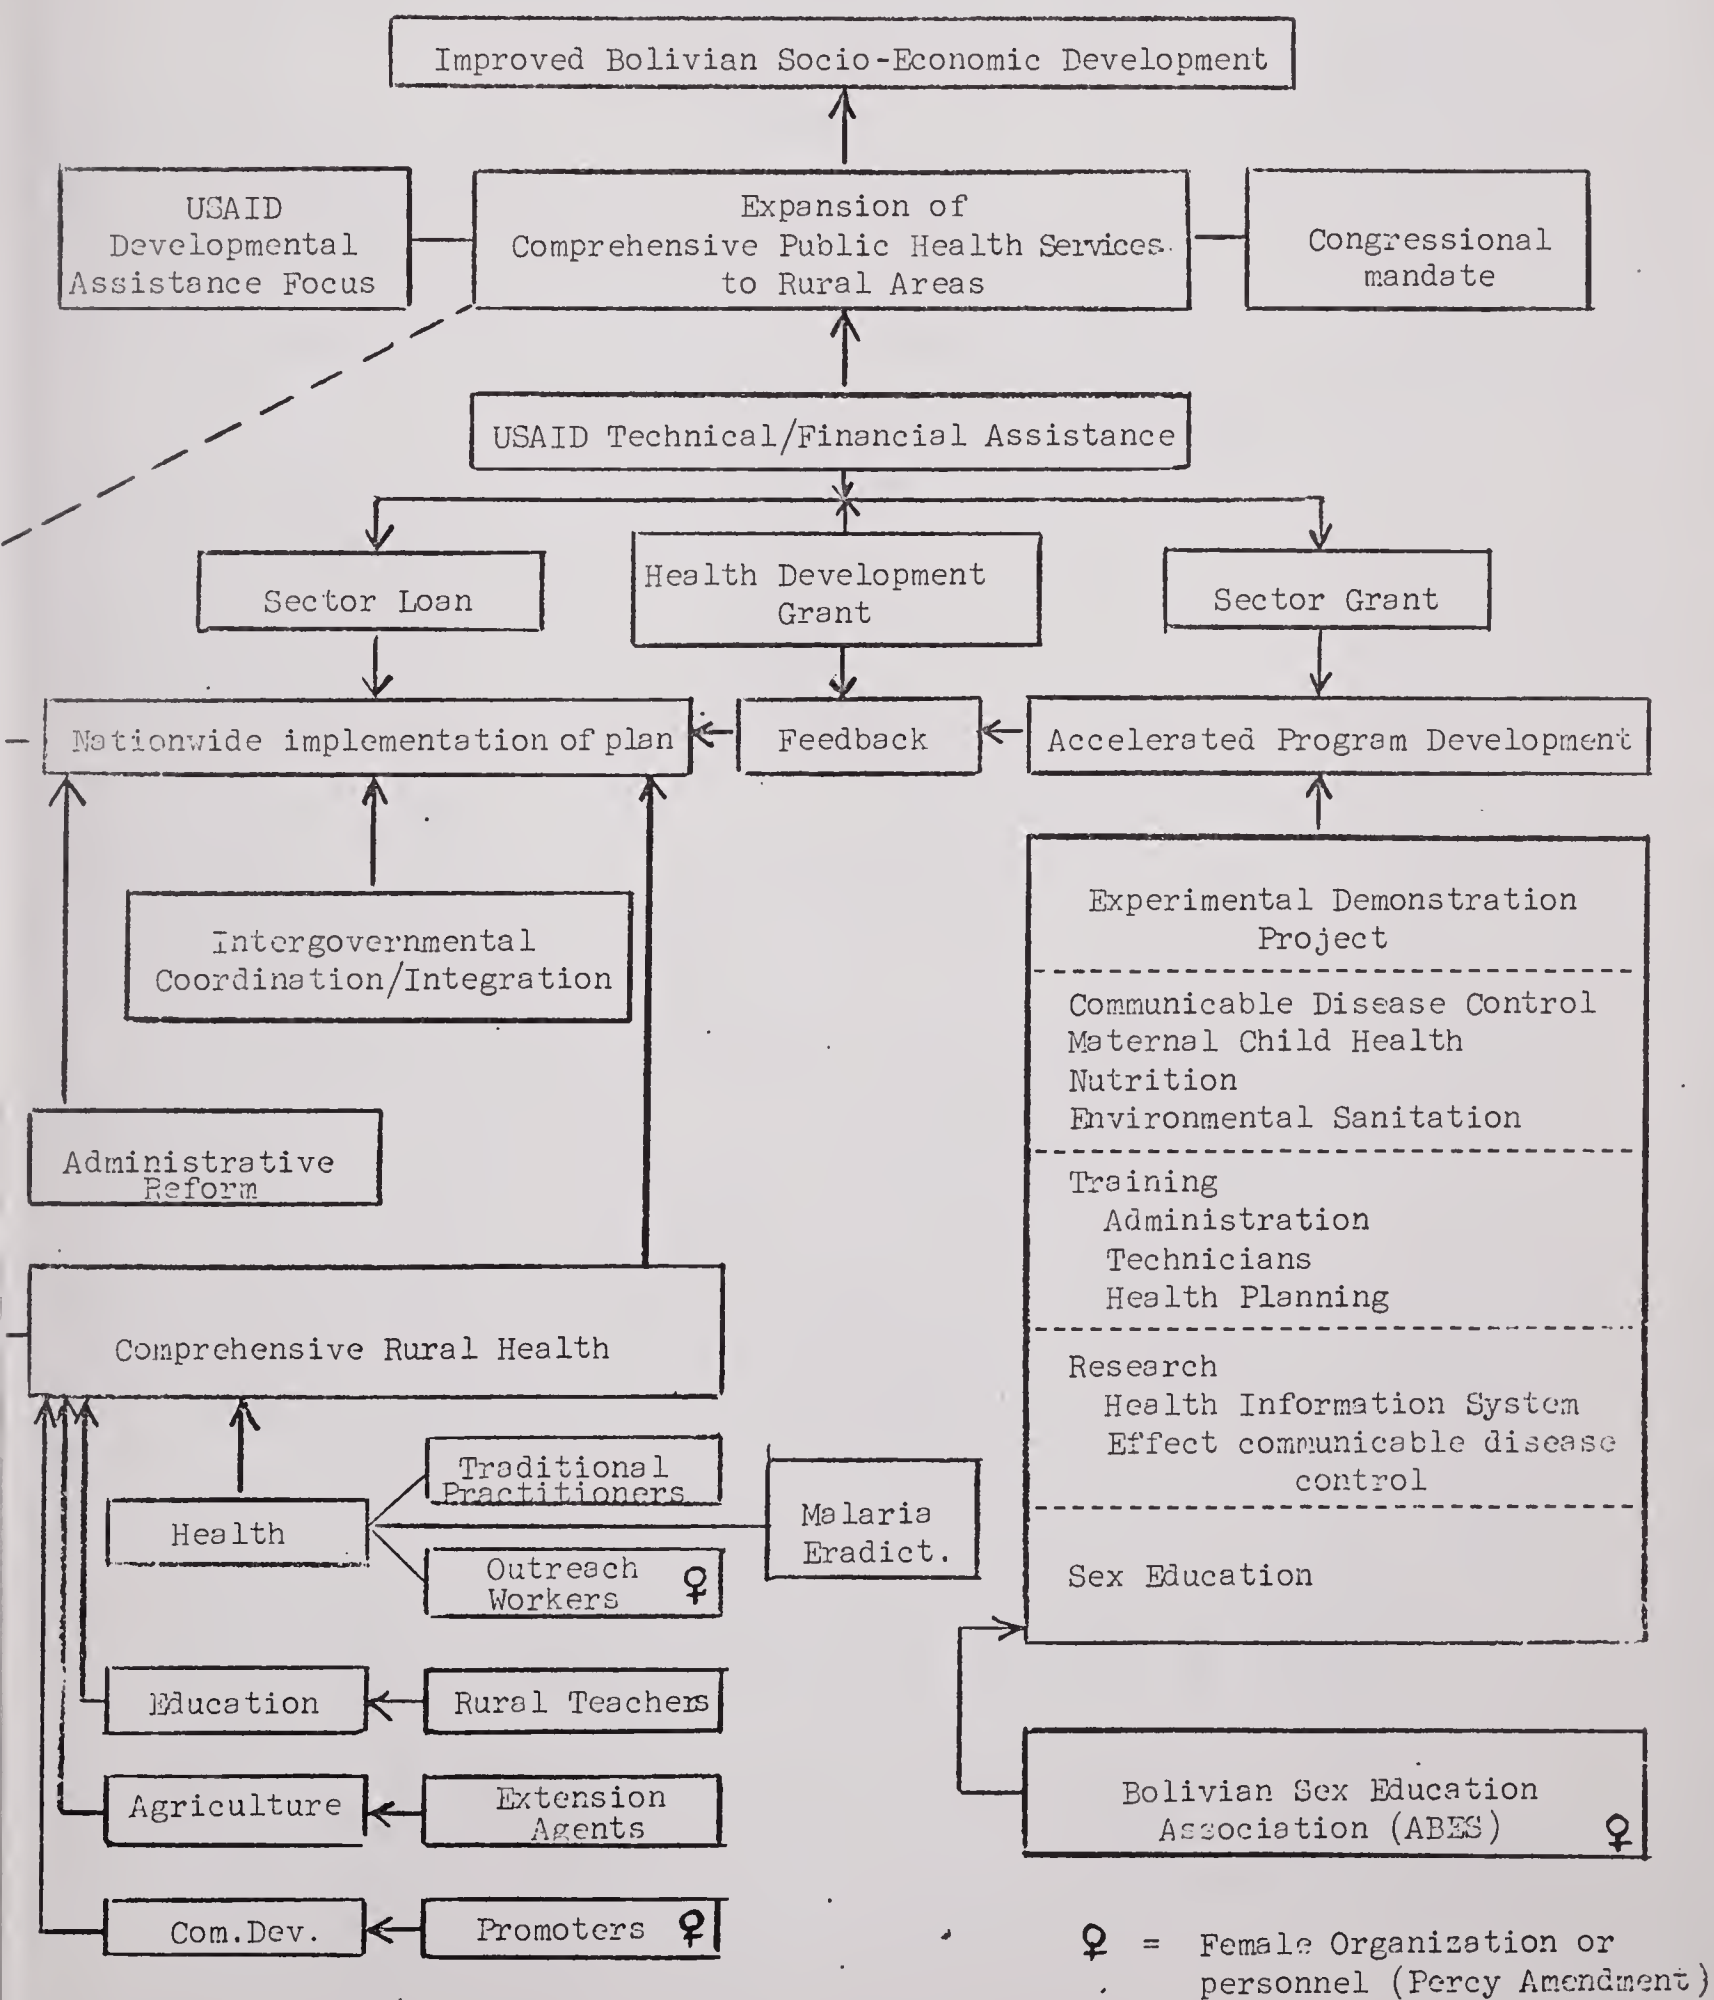 Improved Bolivian Socio-Economic Development
USAID
Developmental
Assistance Focus
Expansion of
Comprehensive Public Health Services
to Rural Areas
Congressional
mandate
USAID Technical/Financial Assistance
Sector Loan
Health Development
Grant
Sector Grant
Nationwide implementation of plan
Feedback
Accelerated Program Development
Intergovernmental
Coordination/Integration
Administrative
Reform
Experimental Demonstration
Project
Communicable Disease Control
Maternal Child Health
Nutrition
Environmental Sanitation
Training
Administration
Technicians
Health Planning
Research
Health Information System
Effect communicable disease
control
Sex Education
Comprehensive Rural Health
Health
Traditional
Practitioners
Outreach
Workers ♀
Malaria
Eradict.
Education
Rural Teachers
Agriculture
Extension
Agents
Com.Dev.
Promoters ♀
Bolivian Sex Education
Association (ABES) ♀
♀ = Female Organization or
personnel (Percy Amendment)